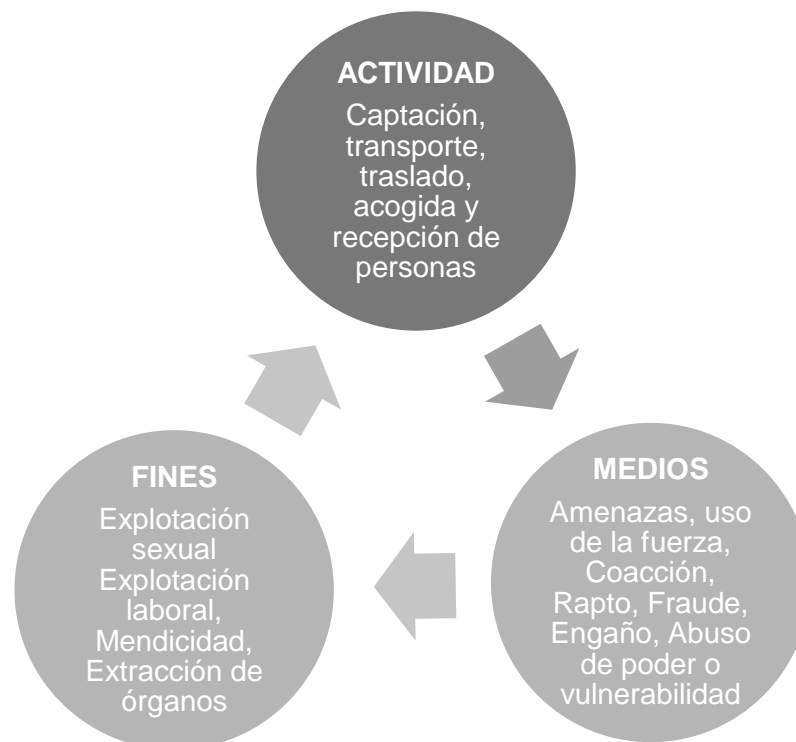 ACTIVIDAD
Captación,
transporte,
traslado,
acogida y
recepción de
personas
FINES
Explotación
sexual
Explotación
laboral,
Mendicidad,
Extracción de
órganos
MEDIOS
Amenazas, uso
de la fuerza,
Coacción,
Rapto, Fraude,
Engaño, Abuso
de poder o
vulnerabilidad